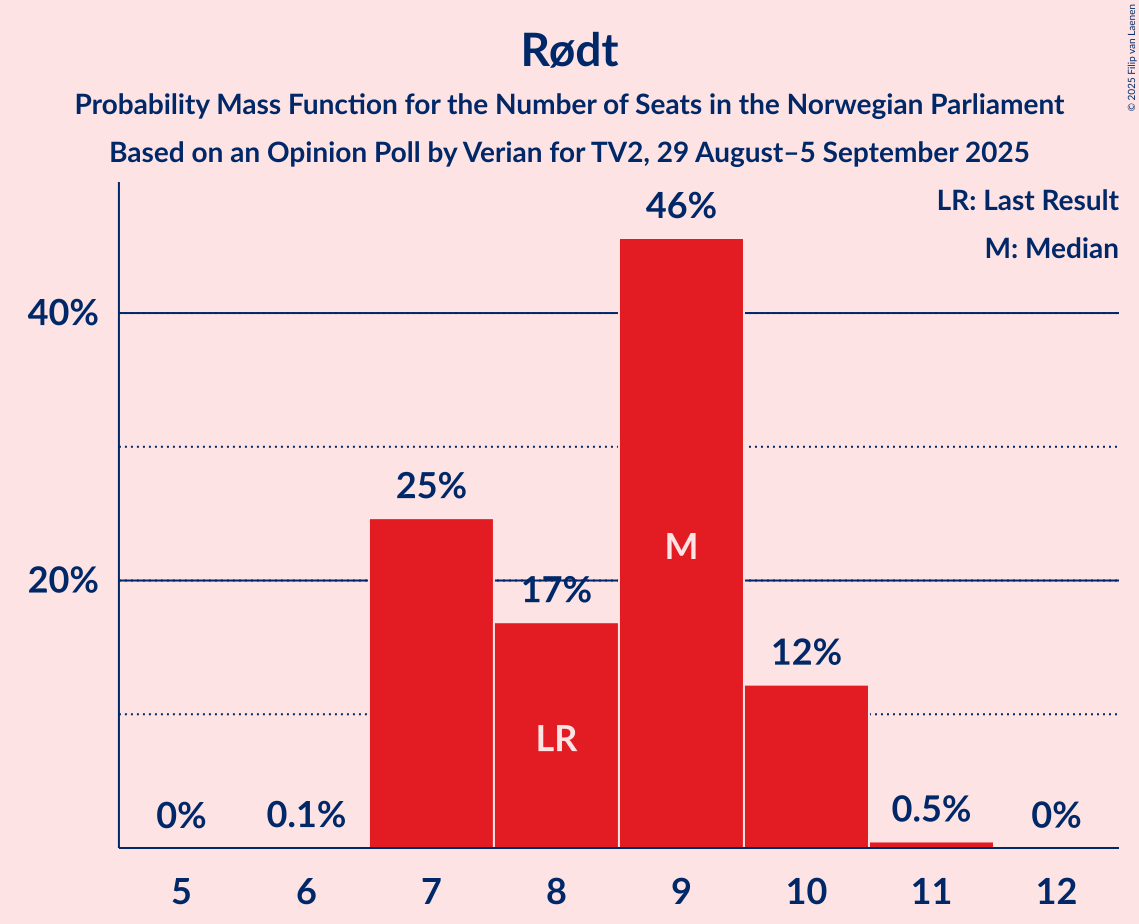 Rødt
Probability Mass Function for the Number of Seats in the Norwegian Parliament
Based on an Opinion Poll by Verian for TV2, 29 August–5 September 2025
© 2025 Filip van Laenen
LR: Last Result
M: Median
46%
40%
25%
M
20%
17%
12%
LR
0%
0.1%
0.5%
0%
5 6 7 8 9 10 11 12